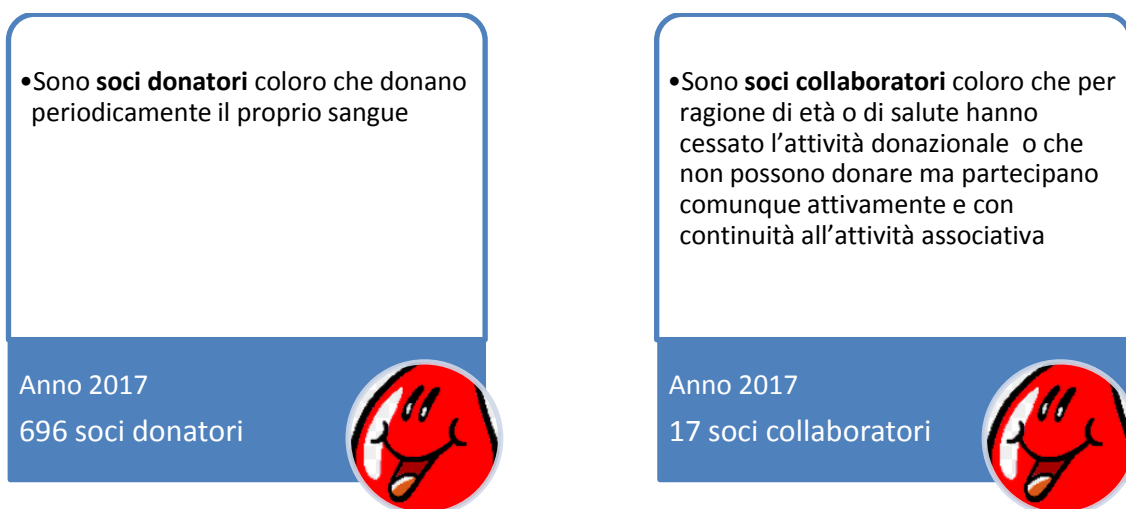 •Sono soci donatori coloro che donano
periodicamente il proprio sangue
Anno 2017
696 soci donatori
•Sono soci collaboratori coloro che per
ragione di età o di salute hanno
cessato l’attività donazionale  o che
non possono donare ma partecipano
comunque attivamente e con
continuità all’attività associativa
Anno 2017
17 soci collaboratori